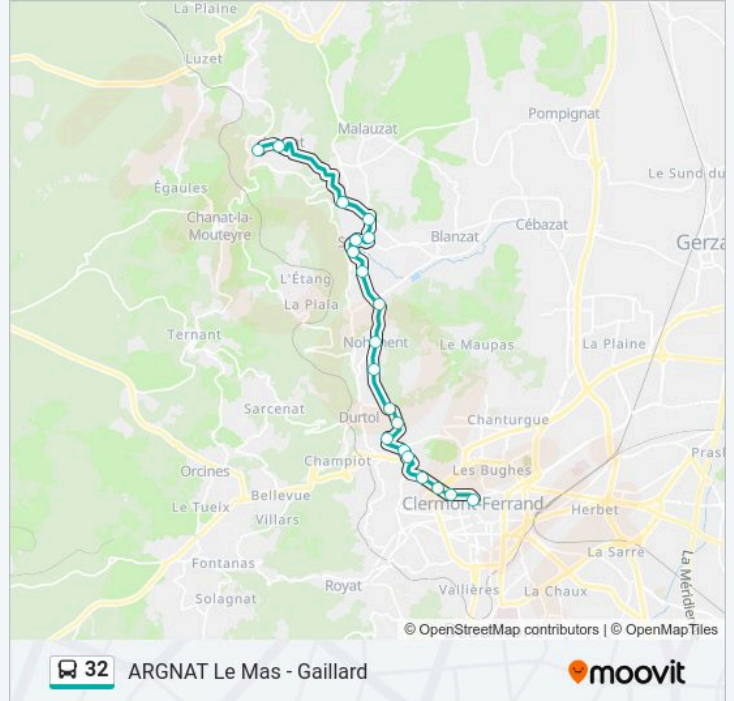 La Plaine
Luzet
Pompignat
Malauzat
Le Sund du
Égaules
Chanat-la-
Mouteyre
Cébazat
Blanzat
Gerza
L'Étang
La Plala
Ternant
Nohanent
Le Maupas
La Plaine
Sarcenat
Durtol
Chanturgue
Prasl
Champiot
Les Bughes
Orcines
Bellevue
Clermont-Ferrand
Le Tueix
Herbet
Villars
La Sarre
Fontanas
Royat
Vallières
La Chaux
Solagnat
La Méridien
© OpenStreetMap contributors | © OpenMapTiles
32 ARGNAT Le Mas - Gaillard
moovit